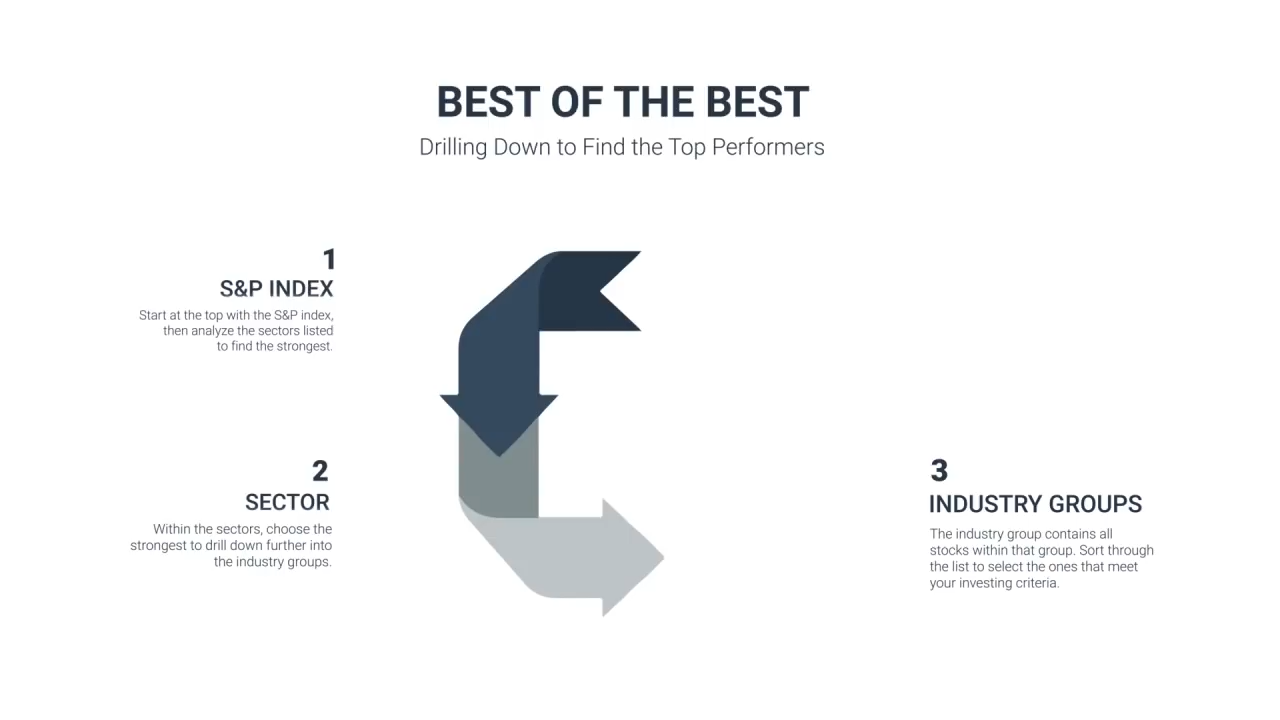 BEST OF THE BEST
Drilling Down to Find the Top Performers
1
S&P INDEX
Start at the top with the S&P index,
then analyze the sectors listed
to find the strongest.
2
SECTOR
Within the sectors, choose the
strongest to drill down further into
the industry groups.
3
INDUSTRY GROUPS
The industry group contains all
stocks within that group. Sort through
the list to select the ones that meet
your investing criteria.